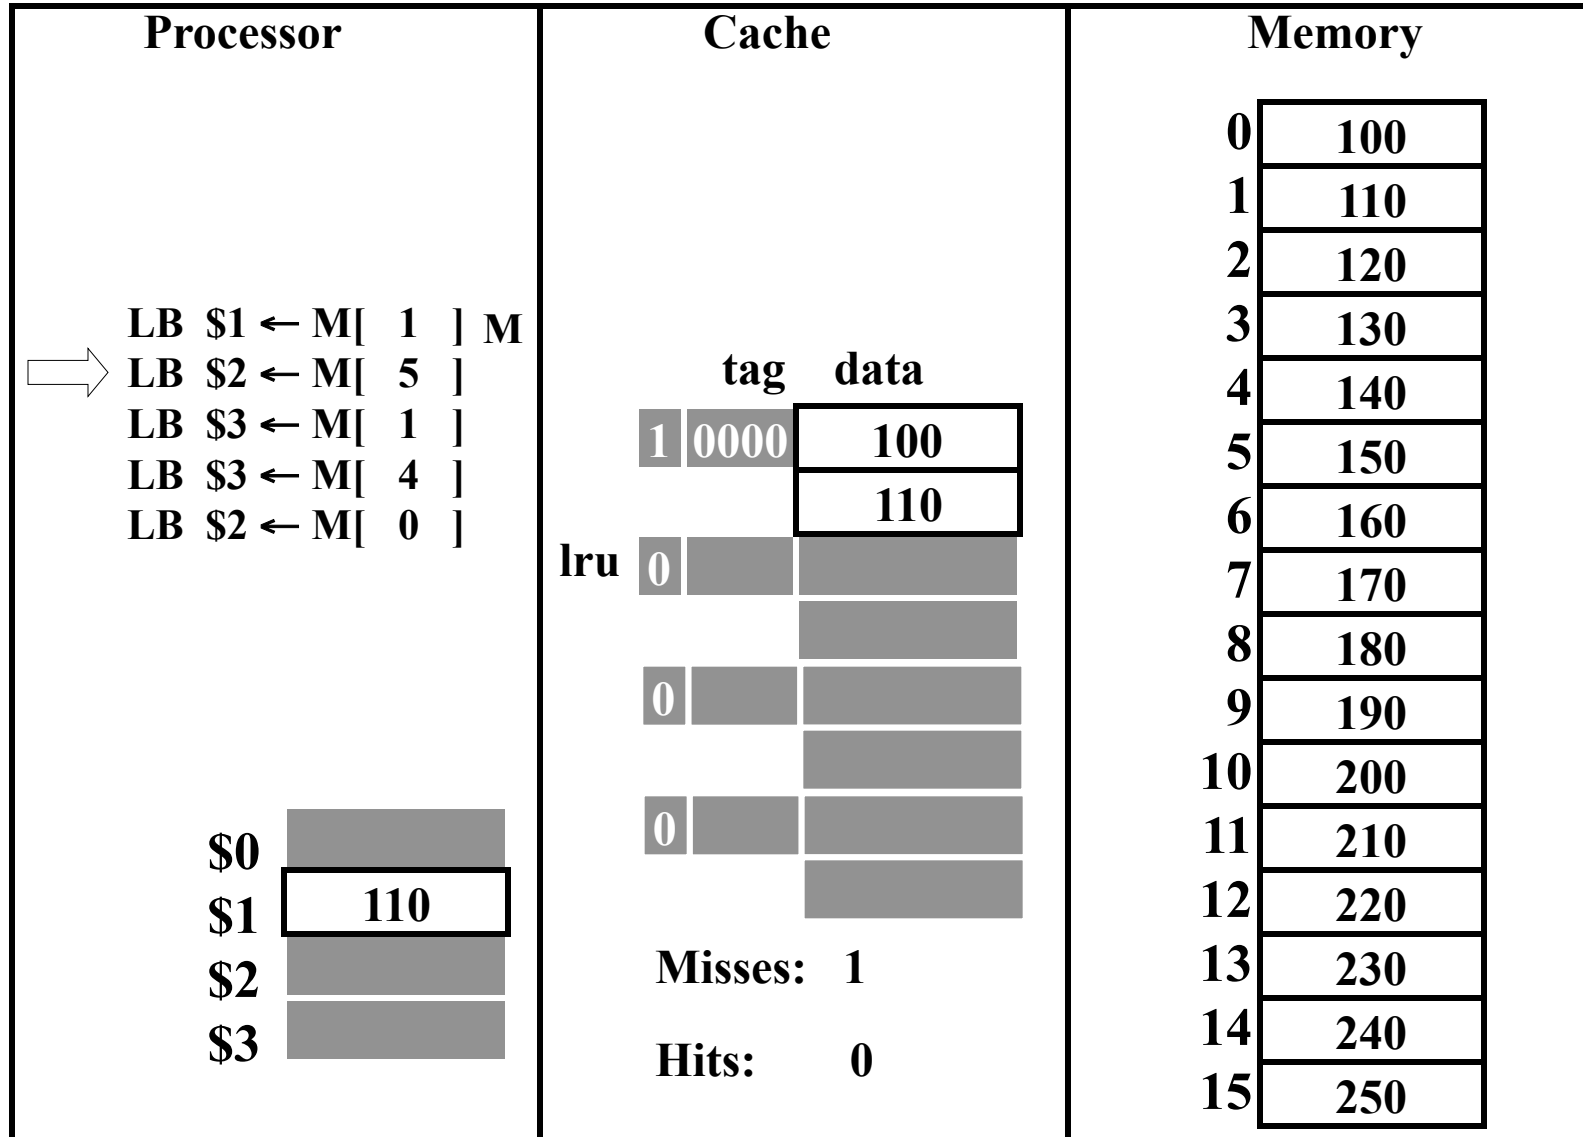 Processor
LB $1 ← M[ 1 ] M
LB $2 ← M[ 5 ]
LB $3 ← M[ 1 ]
LB $3 ← M[ 4 ]
LB $2 ← M[ 0 ]
$0
$1 110
$2
$3
Cache
tag data
1 0000 100
110
lru 0
0
0
Misses: 1
Hits: 0
Memory
0 100
1 110
2 120
3 130
4 140
5 150
6 160
7 170
8 180
9 190
10 200
11 210
12 220
13 230
14 240
15 250